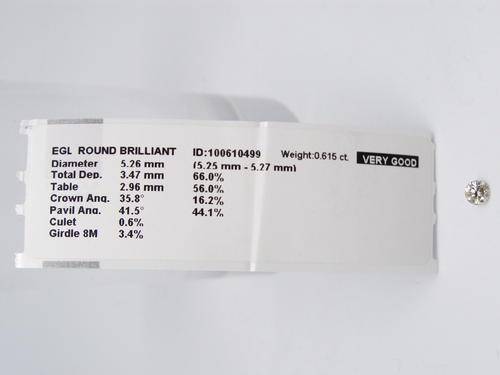 EGL ROUND BRILLIANT ID:100610499 Weight:0.615 ct. VERY GOOD
Diameter 5.26 mm (5.25 mm - 5.27 mm)
Total Dep. 3.47 mm 66.0%
Table 2.96 mm 56.0%
Crown Ang. 35.8° 16.2%
Pavil Ang. 41.5° 44.1%
Culet 0.6%
Girdle 8M 3.4%